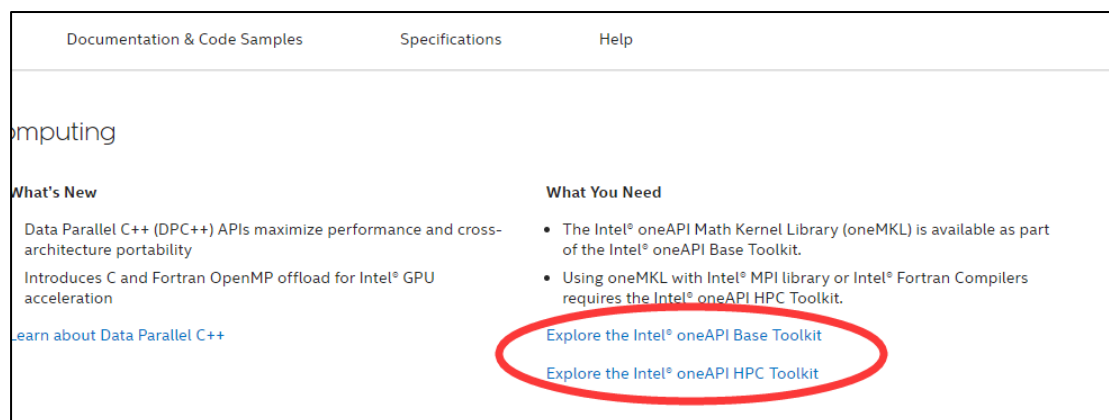 Documentation & Code Samples Specifications Help
omputing
What's New
Data Parallel C++ (DPC++) APIs maximize performance and cross-
architecture portability
Introduces C and Fortran OpenMP offload for Intel® GPU
acceleration
Learn about Data Parallel C++
What You Need
• The Intel® oneAPI Math Kernel Library (oneMKL) is available as part
of the Intel® oneAPI Base Toolkit.
• Using oneMKL with Intel® MPI library or Intel® Fortran Compilers
requires the Intel® oneAPI HPC Toolkit.
Explore the Intel® oneAPI Base Toolkit
Explore the Intel® oneAPI HPC Toolkit